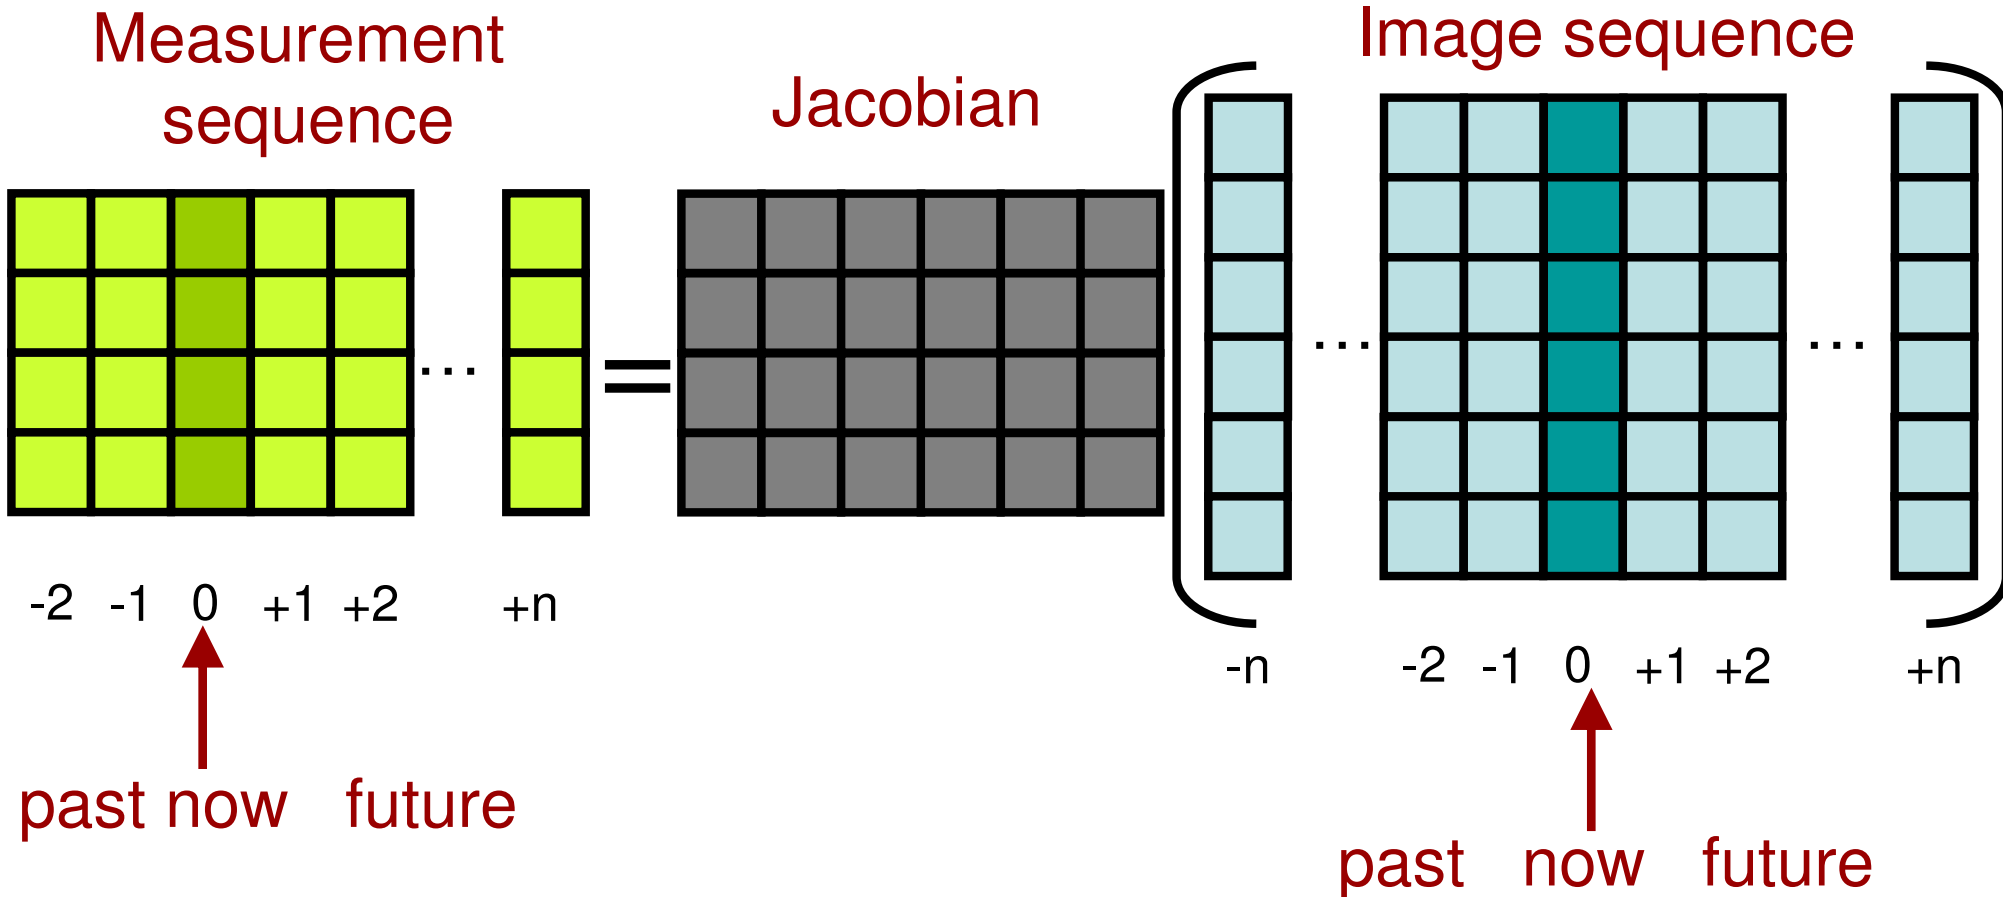 Measurement
sequence
Jacobian
Image sequence
... = ... ...
-2 -1 0 +1 +2 +n
-n -2 -1 0 +1 +2 +n
past now future
past now future